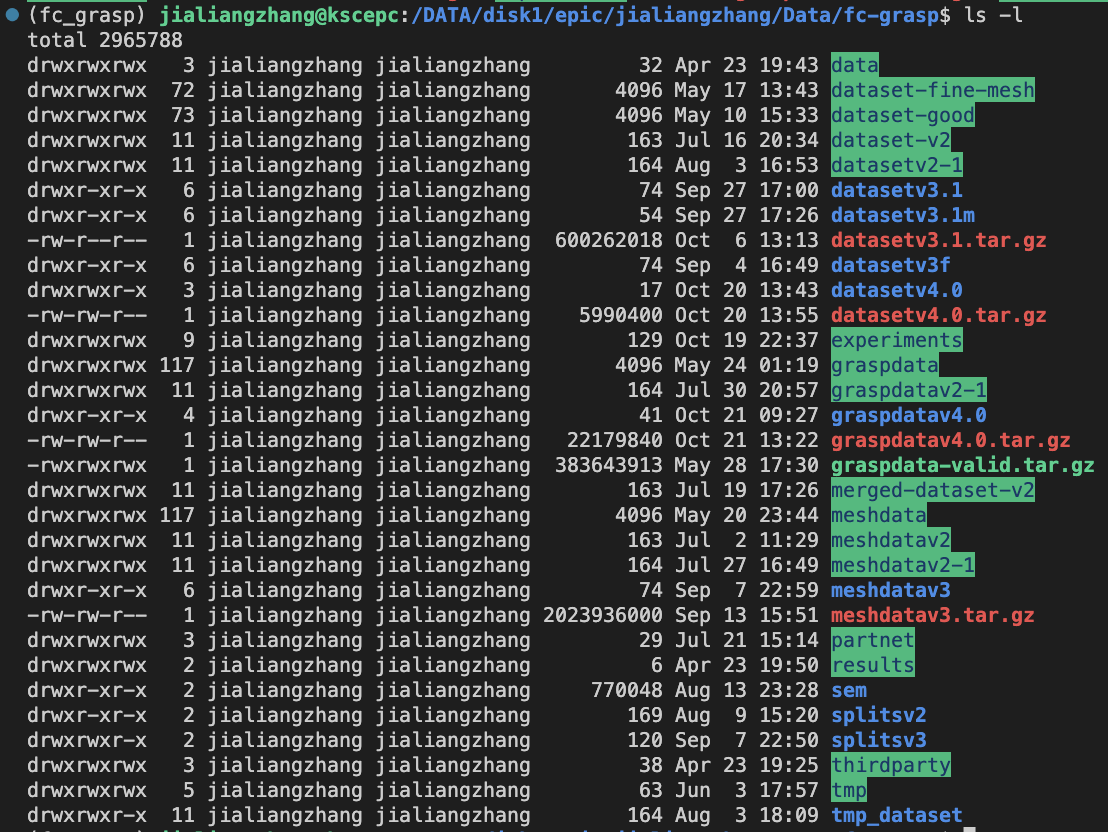 (fc_grasp) jialiangzhang@kscepc:/DATA/disk1/epic/jialiangzhang/Data/fc-grasp$ ls -l
total 2965788
drwxrwxrwx   3 jialiangzhang jialiangzhang         32 Apr 23 19:43 data
drwxrwxrwx  72 jialiangzhang jialiangzhang       4096 May 17 13:43 dataset-fine-mesh
drwxrwxrwx  73 jialiangzhang jialiangzhang       4096 May 10 15:33 dataset-good
drwxrwxrwx  11 jialiangzhang jialiangzhang        163 Jul 16 20:34 dataset-v2
drwxrwxrwx  11 jialiangzhang jialiangzhang        164 Aug  3 16:53 datasetv2-1
drwxr-xr-x   6 jialiangzhang jialiangzhang         74 Sep 27 17:00 datasetv3.1
drwxr-xr-x   6 jialiangzhang jialiangzhang         54 Sep 27 17:26 datasetv3.1m
-rw-r--r--   1 jialiangzhang jialiangzhang  600262018 Oct  6 13:13 datasetv3.1.tar.gz
drwxr-xr-x   6 jialiangzhang jialiangzhang         74 Sep  4 16:49 datasetv3f
drwxrwxr-x   3 jialiangzhang jialiangzhang         17 Oct 20 13:43 datasetv4.0
-rw-rw-r--   1 jialiangzhang jialiangzhang    5990400 Oct 20 13:55 datasetv4.0.tar.gz
drwxrwxrwx   9 jialiangzhang jialiangzhang        129 Oct 19 22:37 experiments
drwxrwxrwx 117 jialiangzhang jialiangzhang       4096 May 24 01:19 graspdata
drwxrwxrwx  11 jialiangzhang jialiangzhang        164 Jul 30 20:57 graspdatav2-1
drwxr-xr-x   4 jialiangzhang jialiangzhang         41 Oct 21 09:27 graspdatav4.0
-rw-rw-r--   1 jialiangzhang jialiangzhang   22179840 Oct 21 13:22 graspdatav4.0.tar.gz
-rwxrwxrwx   1 jialiangzhang jialiangzhang  383643913 May 28 17:30 graspdata-valid.tar.gz
drwxrwxrwx  11 jialiangzhang jialiangzhang        163 Jul 19 17:26 merged-dataset-v2
drwxrwxrwx 117 jialiangzhang jialiangzhang       4096 May 20 23:44 meshdata
drwxrwxrwx  11 jialiangzhang jialiangzhang        163 Jul  2 11:29 meshdatav2
drwxrwxrwx  11 jialiangzhang jialiangzhang        164 Jul 27 16:49 meshdatav2-1
drwxr-xr-x   6 jialiangzhang jialiangzhang         74 Sep  7 22:59 meshdatav3
-rw-rw-r--   1 jialiangzhang jialiangzhang 2023936000 Sep 13 15:51 meshdatav3.tar.gz
drwxrwxrwx   3 jialiangzhang jialiangzhang         29 Jul 21 15:14 partnet
drwxrwxrwx   2 jialiangzhang jialiangzhang          6 Apr 23 19:50 results
drwxr-xr-x   2 jialiangzhang jialiangzhang     770048 Aug 13 23:28 sem
drwxr-xr-x   2 jialiangzhang jialiangzhang        169 Aug  9 15:20 splitsv2
drwxrwxr-x   2 jialiangzhang jialiangzhang        120 Sep  7 22:50 splitsv3
drwxrwxrwx   3 jialiangzhang jialiangzhang         38 Apr 23 19:25 thirdparty
drwxrwxrwx   5 jialiangzhang jialiangzhang         63 Jun  3 17:57 tmp
drwxrwxr-x  11 jialiangzhang jialiangzhang        164 Aug  3 18:09 tmp_dataset